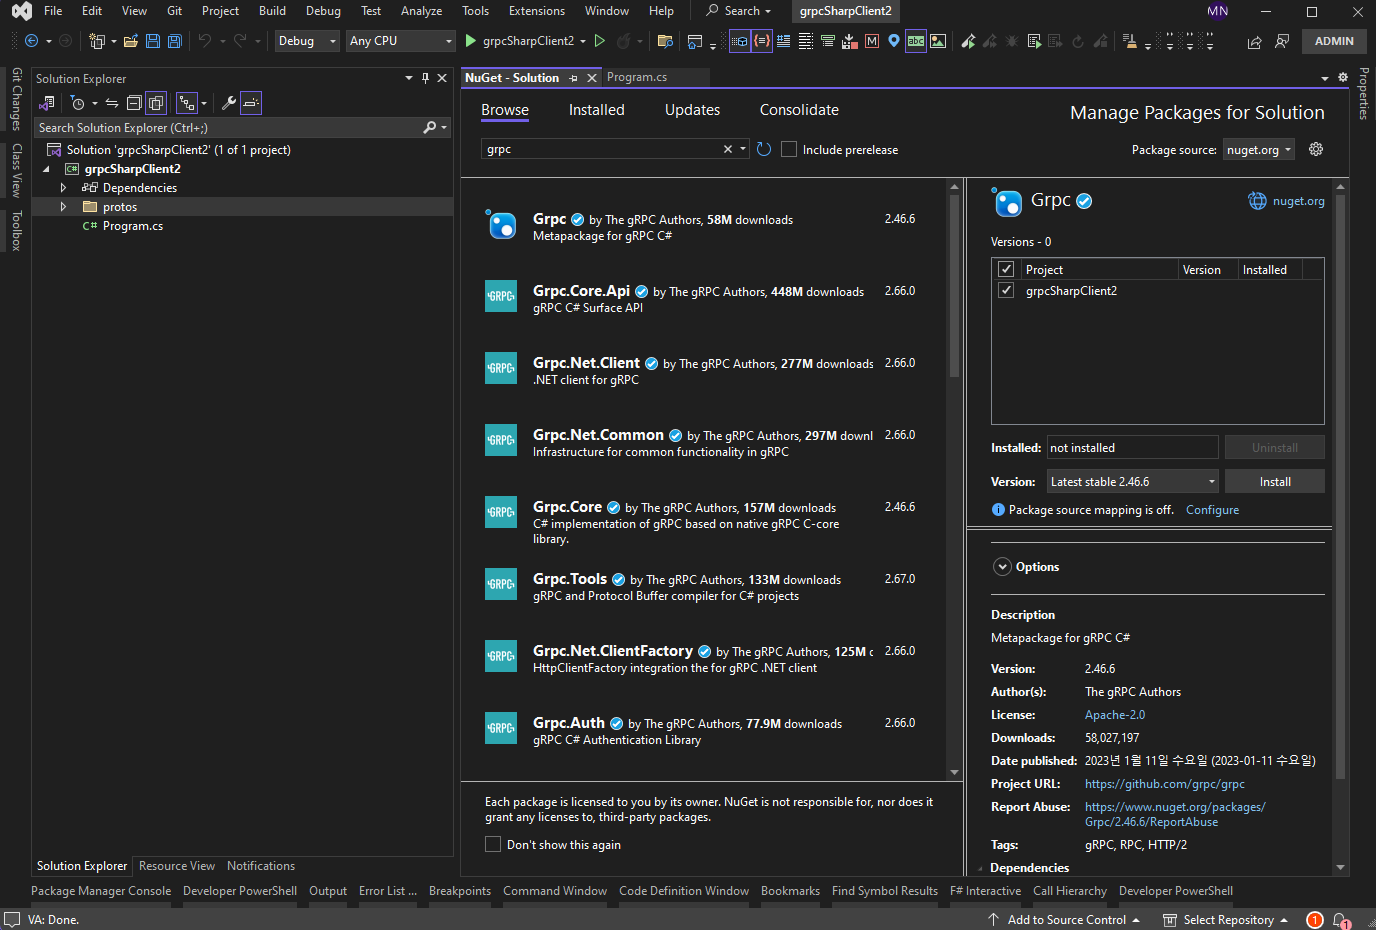 File Edit View Git Project Build Debug Test Analyze Tools Extensions Window Help Search grpcSharpClient2 MN
Debug Any CPU grpcSharpClient2 ADMIN
Git Changes
Class View
Toolbox
Solution Explorer
Search Solution Explorer (Ctrl+;)
Solution 'grpcSharpClient2' (1 of 1 project)
grpcSharpClient2
Dependencies
protos
C# Program.cs
Solution Explorer Resource View Notifications
NuGet - Solution Program.cs
Browse Installed Updates Consolidate
Manage Packages for Solution
grpc
Include prerelease
Package source: nuget.org
Grpc by The gRPC Authors, 58M downloads 2.46.6
Metapackage for gRPC C#
GRPC
Grpc.Core.Api by The gRPC Authors, 448M downloads 2.66.0
gRPC C# Surface API
GRPC
Grpc.Net.Client by The gRPC Authors, 277M downloads 2.66.0
.NET client for gRPC
GRPC
Grpc.Net.Common by The gRPC Authors, 297M downl 2.66.0
Infrastructure for common functionality in gRPC
GRPC
Grpc.Core by The gRPC Authors, 157M downloads 2.46.6
C# implementation of gRPC based on native gRPC C-core
library.
GRPC
Grpc.Tools by The gRPC Authors, 133M downloads 2.67.0
gRPC and Protocol Buffer compiler for C# projects
GRPC
Grpc.Net.ClientFactory by The gRPC Authors, 125M 2.66.0
HttpClientFactory integration the for gRPC .NET client
GRPC
Grpc.Auth by The gRPC Authors, 77.9M downloads 2.66.0
gRPC C# Authentication Library
Each package is licensed to you by its owner. NuGet is not responsible for, nor does it
grant any licenses to, third-party packages.
Don't show this again
Grpc nuget.org
Versions - 0
Project Version Installed
grpcSharpClient2
Installed: not installed Uninstall
Version: Latest stable 2.46.6 Install
Package source mapping is off. Configure
Options
Description
Metapackage for gRPC C#
Version: 2.46.6
Author(s): The gRPC Authors
License: Apache-2.0
Downloads: 58,027,197
Date published: 2023년 1월 11일 수요일 (2023-01-11 수요일)
Project URL: https://github.com/grpc/grpc
Report Abuse: https://www.nuget.org/packages/
Grpc/2.46.6/ReportAbuse
Tags: gRPC, RPC, HTTP/2
Dependencies
Properties
Package Manager Console Developer PowerShell Output Error List ... Breakpoints Command Window Code Definition Window Bookmarks Find Symbol Results F# Interactive Call Hierarchy Developer PowerShell
VA: Done. Add to Source Control Select Repository 1 1